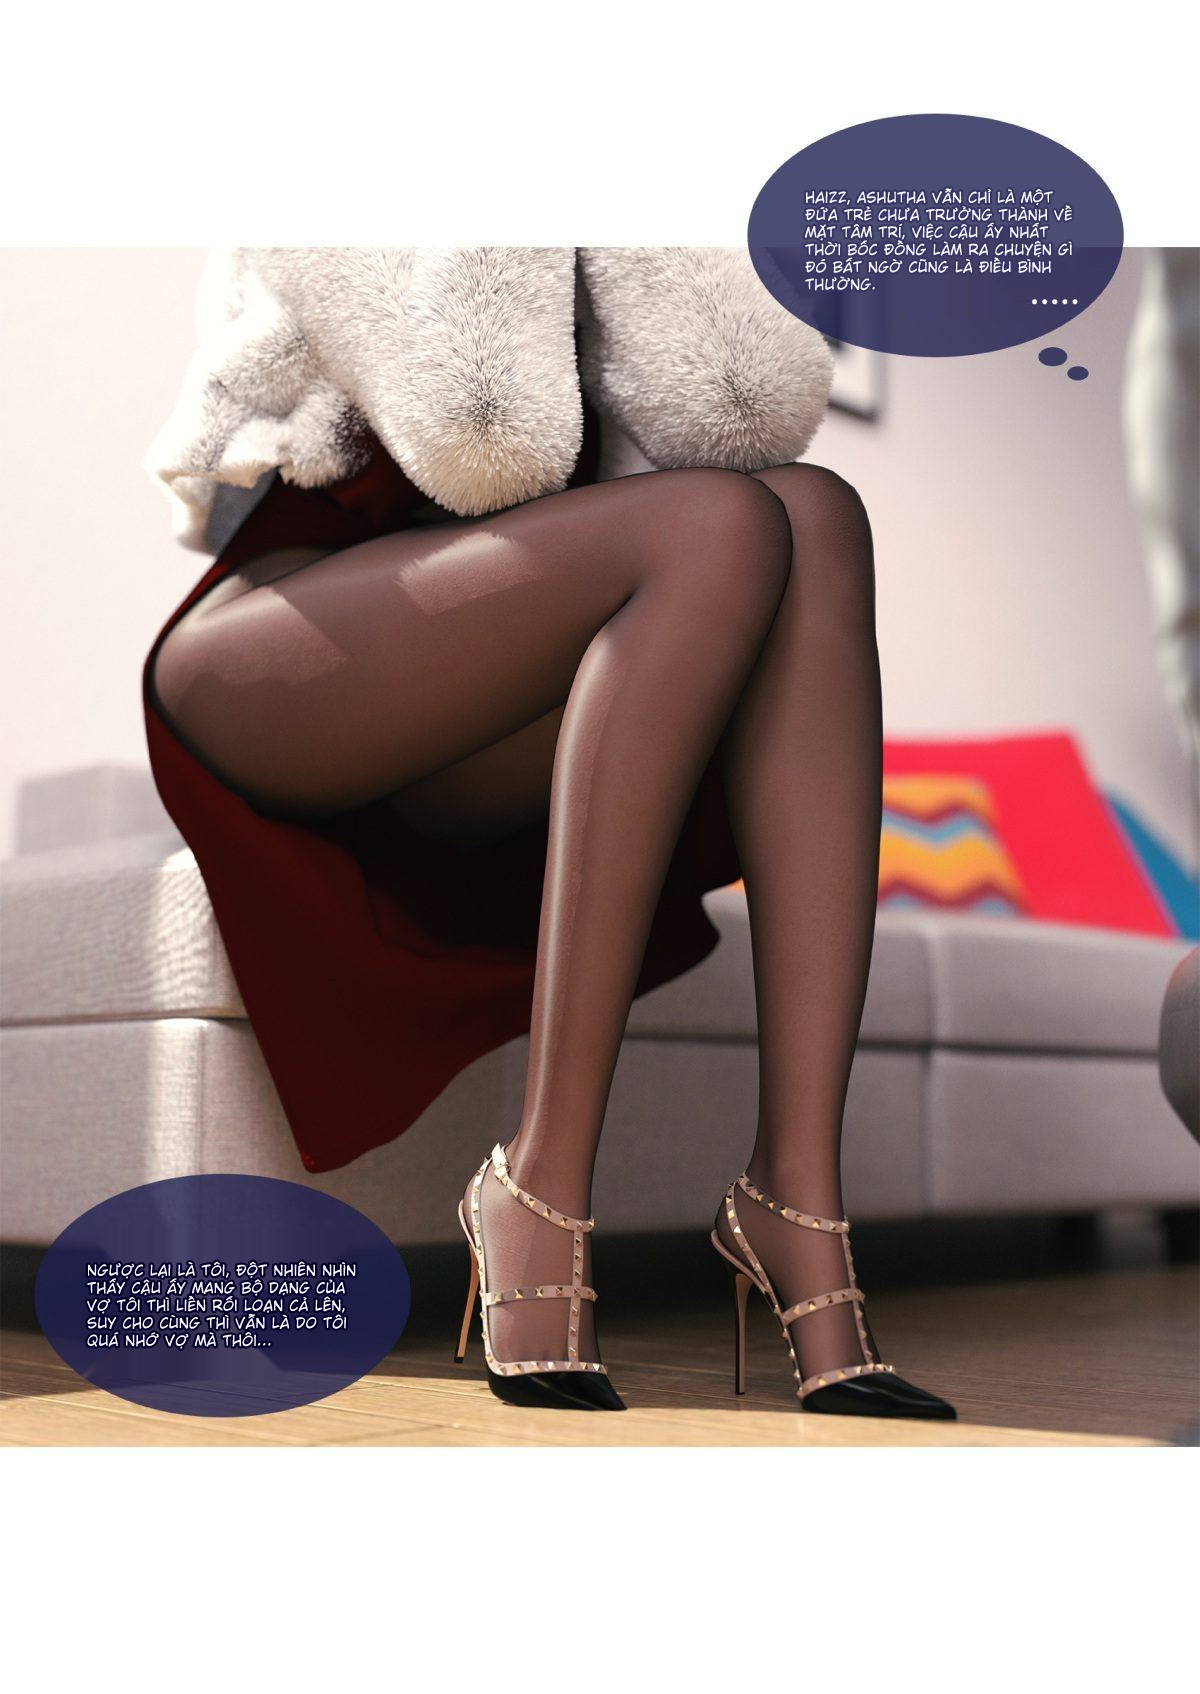 HAIZZ, ASHUTHA VẪN CHỈ LÀ MỘT
ĐỨA TRẺ CHƯA TRƯỞNG THÀNH VỀ
MẶT TÂM TRÍ, VIỆC CẬU ẤY NHẤT
THỜI BỐC ĐỒNG LÀM RA CHUYỆN GÌ
ĐÓ BẤT NGỜ CŨNG LÀ ĐIỀU BÌNH
THƯỜNG.
.....
NGƯỢC LẠI LÀ TÔI, ĐỘT NHIÊN NHÌN
THẤY CẬU ẤY MANG BỘ DẠNG CỦA
VỢ TÔI THÌ LIỀN RỐI LOẠN CẢ LÊN,
SUY CHO CÙNG THÌ VẪN LÀ DO TÔI
QUÁ NHỚ VỢ MÀ THÔI...